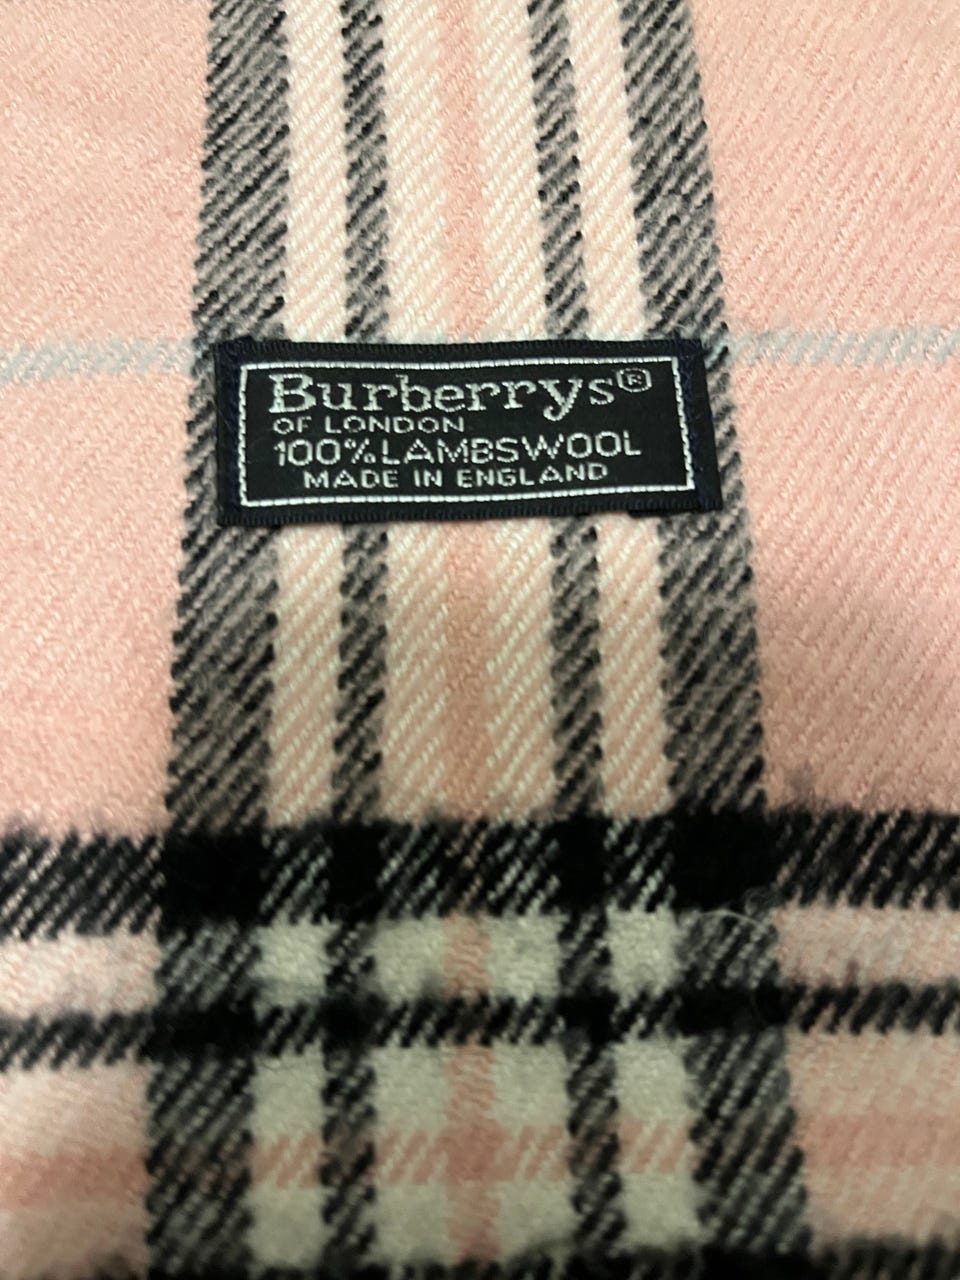 Burberrys®
OF LONDON
100% LAMBSWOOL
MADE IN ENGLAND